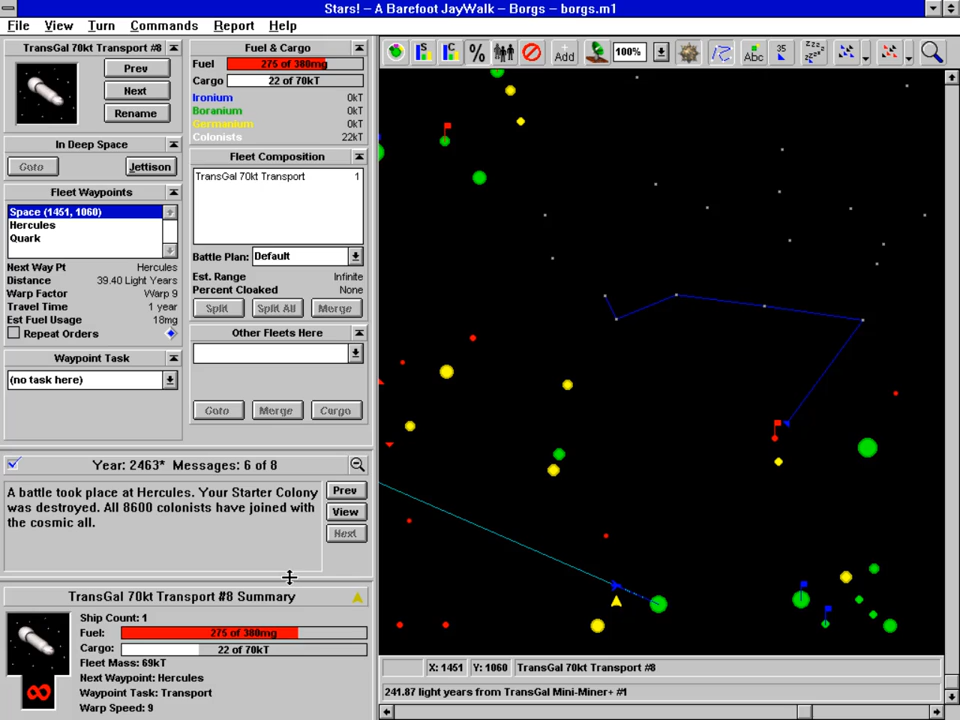 Stars! – A Barefoot JayWalk – Borgs – borgs.m1
File View Turn Commands Report Help
TransGal 70kt Transport #8
Prev
Next
Rename
In Deep Space
Goto
Jettison
Fleet Waypoints
Space (1451, 1060)
Hercules
Quark
Next Way Pt Hercules
Distance 39.40 Light Years
Warp Factor Warp 9
Travel Time 1 year
Est Fuel Usage 18mg
Repeat Orders
Waypoint Task
(no task here)
Fuel & Cargo
Fuel 275 of 380mg
Cargo 22 of 70kT
Ironium 0kT
Boranium 0kT
Germanium 0kT
Colonists 22kT
Fleet Composition
TransGal 70kt Transport 1
Battle Plan: Default
Est. Range Infinite
Percent Cloaked None
Split Split All Merge
Other Fleets Here
Goto Merge Cargo
% Add 100% Abc 35 zzz
Year: 2463* Messages: 6 of 8
A battle took place at Hercules. Your Starter Colony
was destroyed. All 8600 colonists have joined with
the cosmic all.
Prev
View
Next
TransGal 70kt Transport #8 Summary
Ship Count: 1
Fuel: 275 of 380mg
Cargo: 22 of 70kT
Fleet Mass: 69kT
Next Waypoint: Hercules
Waypoint Task: Transport
Warp Speed: 9
X: 1451 Y: 1060 TransGal 70kt Transport #8
241.87 light years from TransGal Mini-Miner+ #1